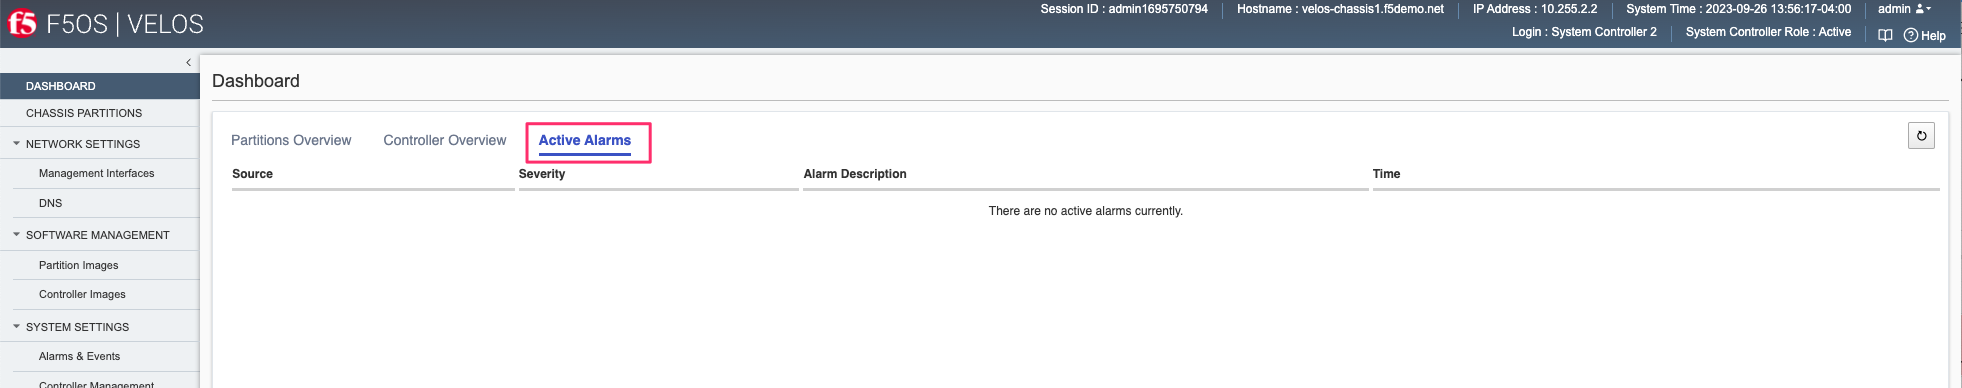 f5 F5OS | VELOS
Session ID : admin1695750794 Hostname : velos-chassis1.f5demo.net IP Address : 10.255.2.2 System Time : 2023-09-26 13:56:17-04:00 admin
Login : System Controller 2 System Controller Role : Active Help
DASHBOARD
CHASSIS PARTITIONS
NETWORK SETTINGS
Management Interfaces
DNS
SOFTWARE MANAGEMENT
Partition Images
Controller Images
SYSTEM SETTINGS
Alarms & Events
Controller Management
Dashboard
Partitions Overview Controller Overview Active Alarms
Source Severity Alarm Description Time
There are no active alarms currently.